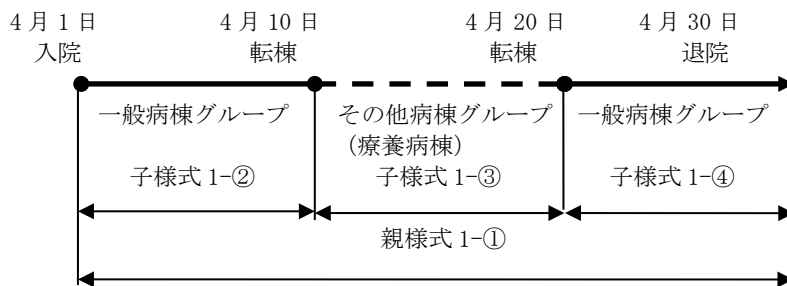 4月1日 4月10日 4月20日 4月30日
入院 転棟 転棟 退院
一般病棟グループ その他病棟グループ 一般病棟グループ
(療養病棟)
子様式 1-② 子様式 1-③ 子様式 1-④
親様式 1-①